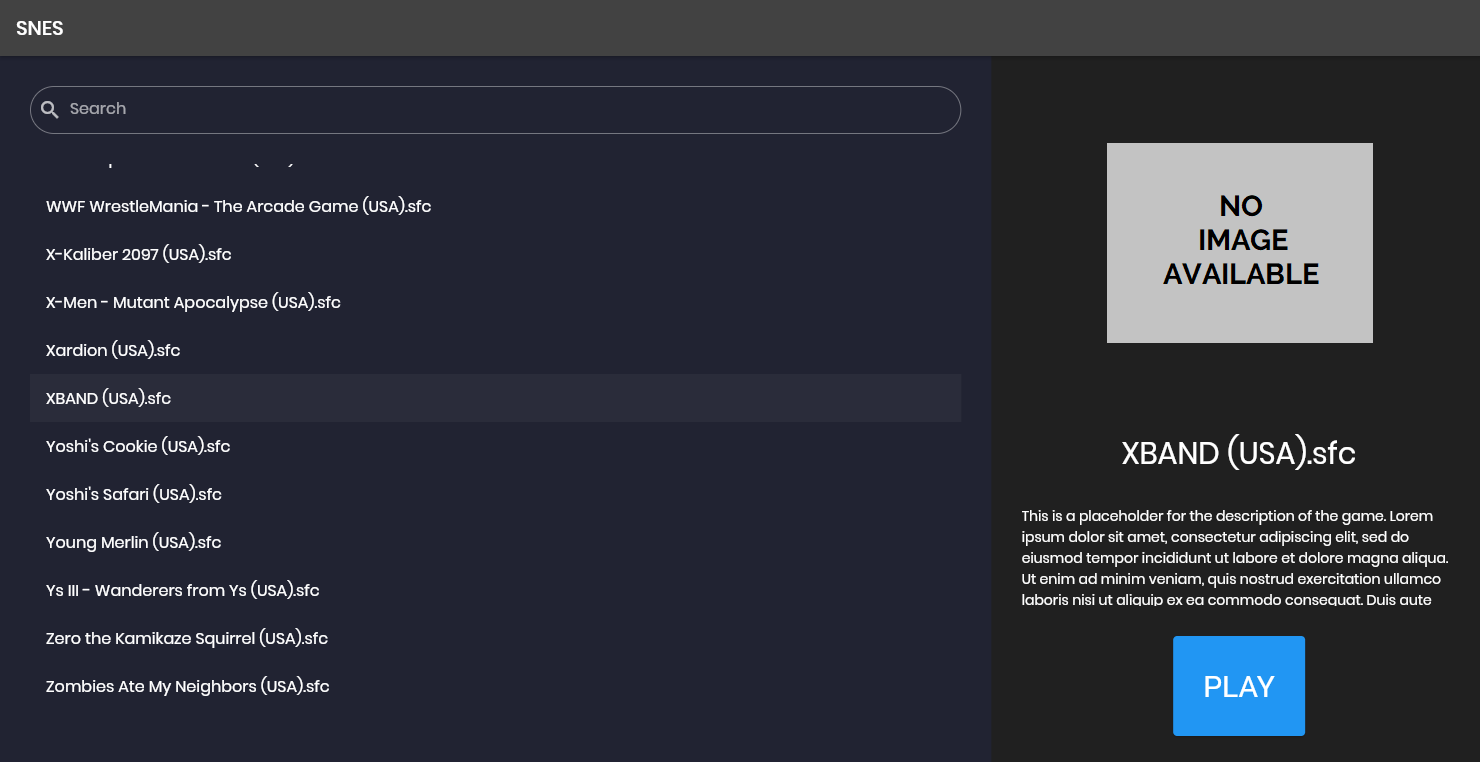 SNES
Search
WWF WrestleMania - The Arcade Game (USA).sfc
X-Kaliber 2097 (USA).sfc
X-Men - Mutant Apocalypse (USA).sfc
Xardion (USA).sfc
XBAND (USA).sfc
Yoshi's Cookie (USA).sfc
Yoshi's Safari (USA).sfc
Young Merlin (USA).sfc
Ys III - Wanderers from Ys (USA).sfc
Zero the Kamikaze Squirrel (USA).sfc
Zombies Ate My Neighbors (USA).sfc
NO
IMAGE
AVAILABLE
XBAND (USA).sfc
This is a placeholder for the description of the game. Lorem
ipsum dolor sit amet, consectetur adipiscing elit, sed do
eiusmod tempor incididunt ut labore et dolore magna aliqua.
Ut enim ad minim veniam, quis nostrud exercitation ullamco
laboris nisi ut aliquip ex ea commodo consequat. Duis aute
PLAY